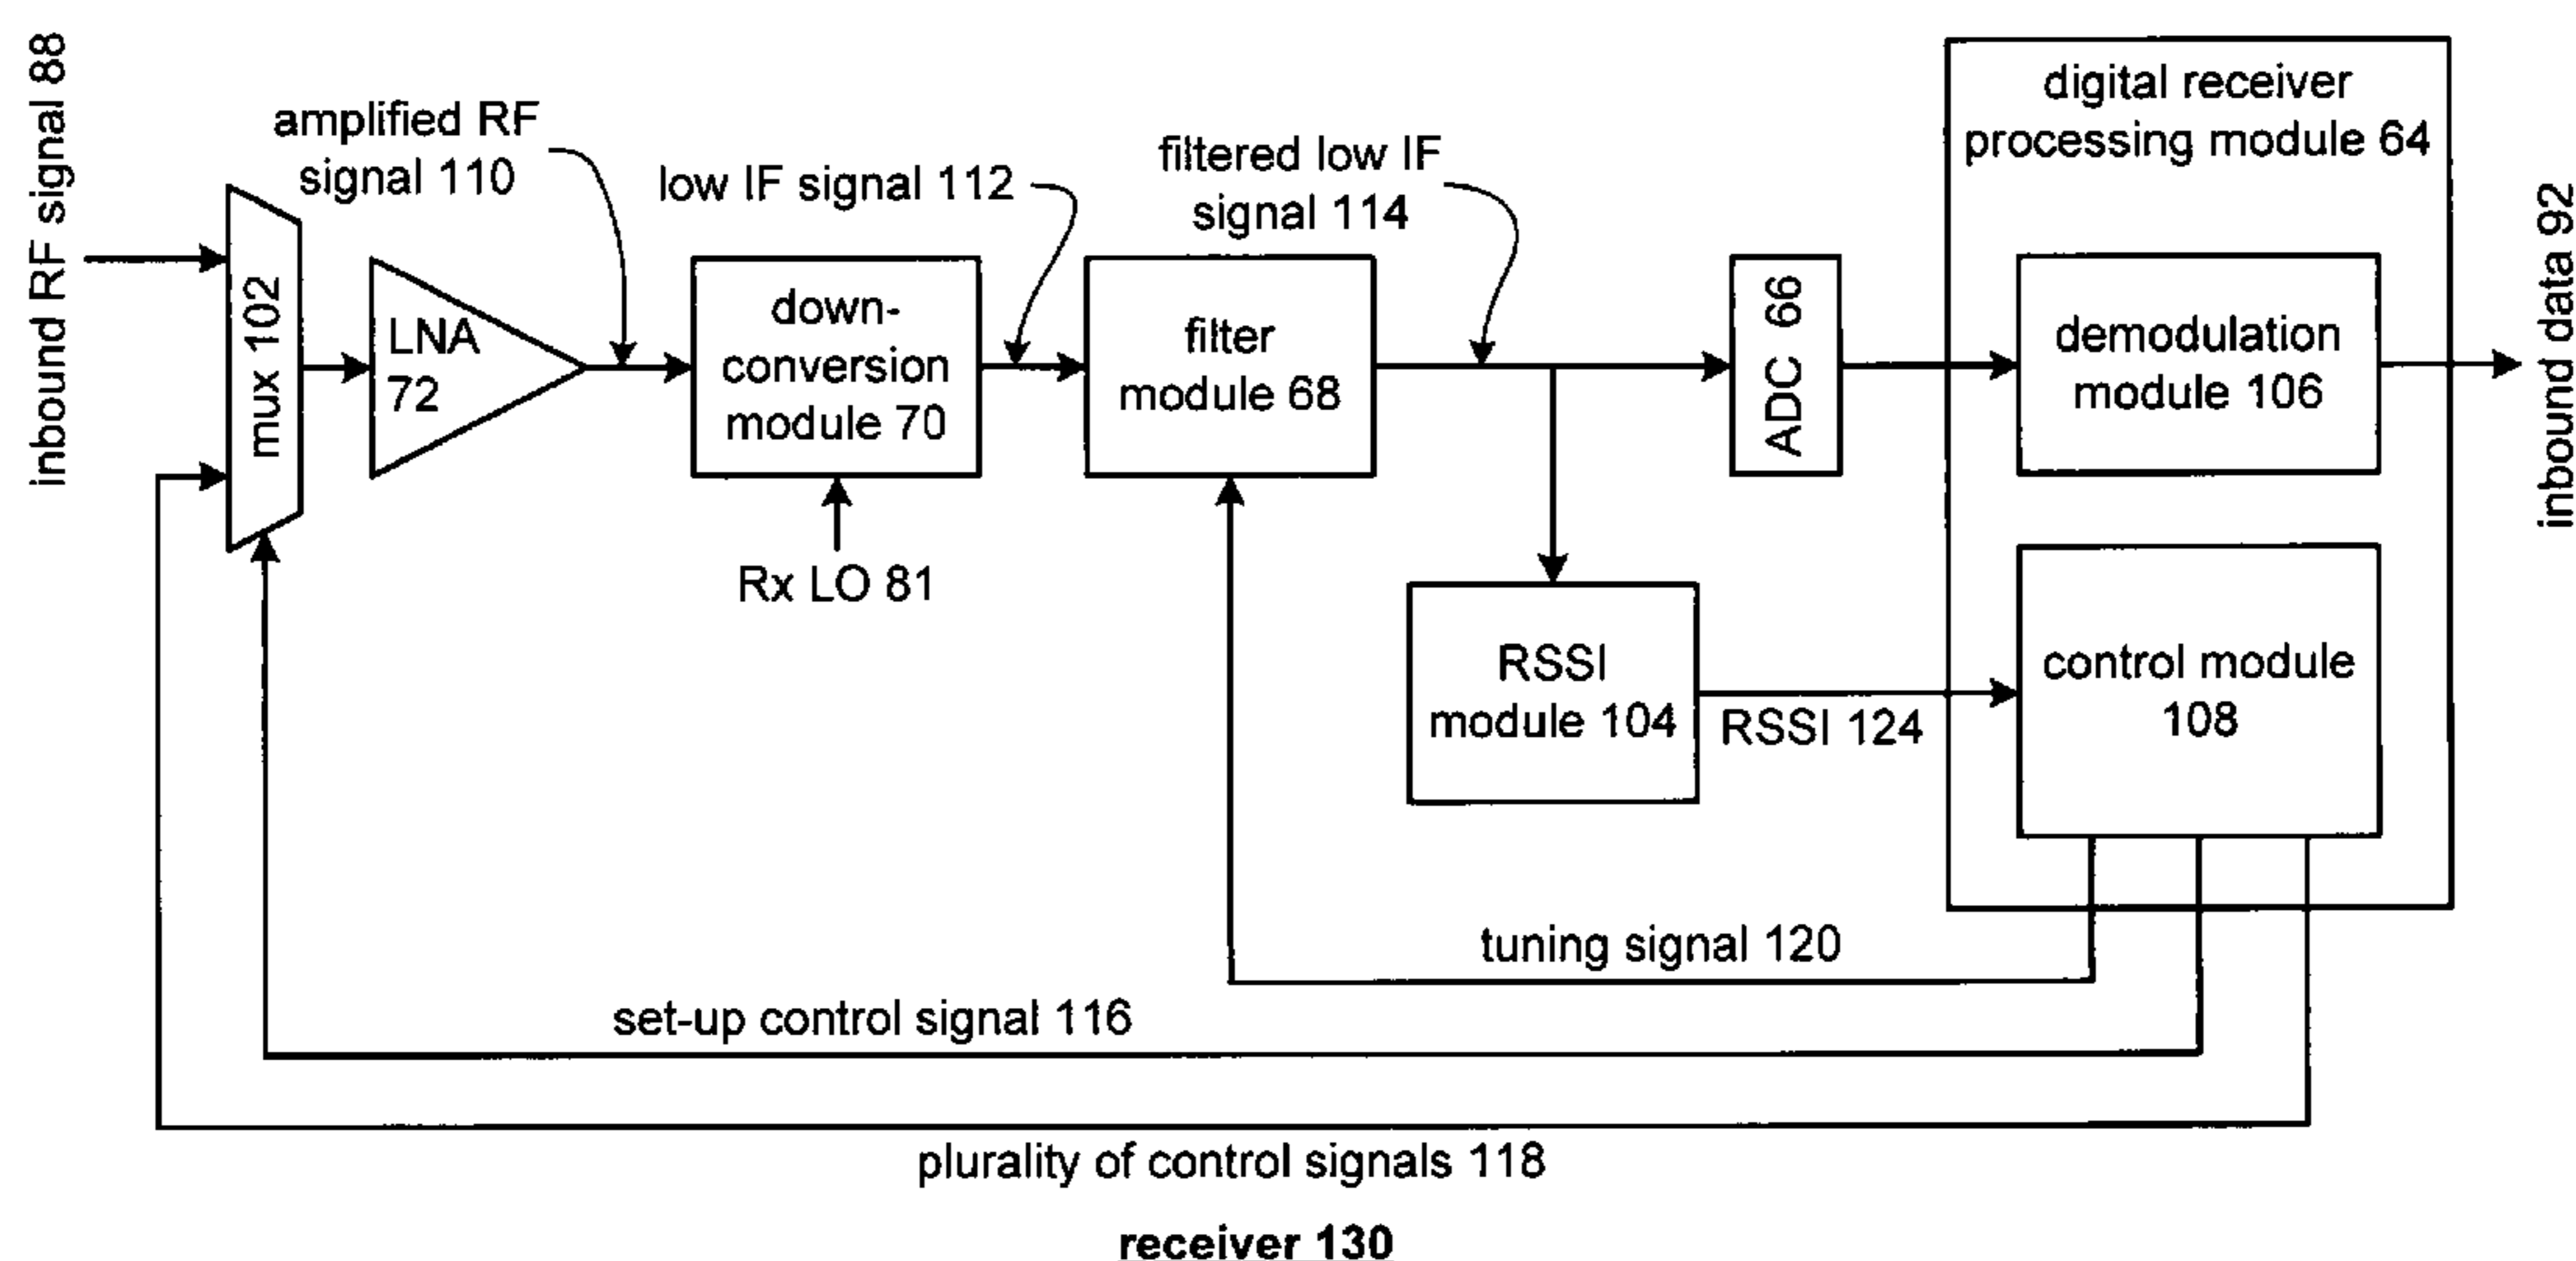 inbound RF signal 88
amplified RF
signal 110
low IF signal 112
filtered low IF
signal 114
digital receiver
processing module 64
inbound data 92
mux 102
LNA
72
down-
conversion
module 70
filter
module 68
ADC 66
demodulation
module 106
Rx LO 81
RSSI
module 104
RSSI 124
control module
108
tuning signal 120
set-up control signal 116
plurality of control signals 118
receiver 130